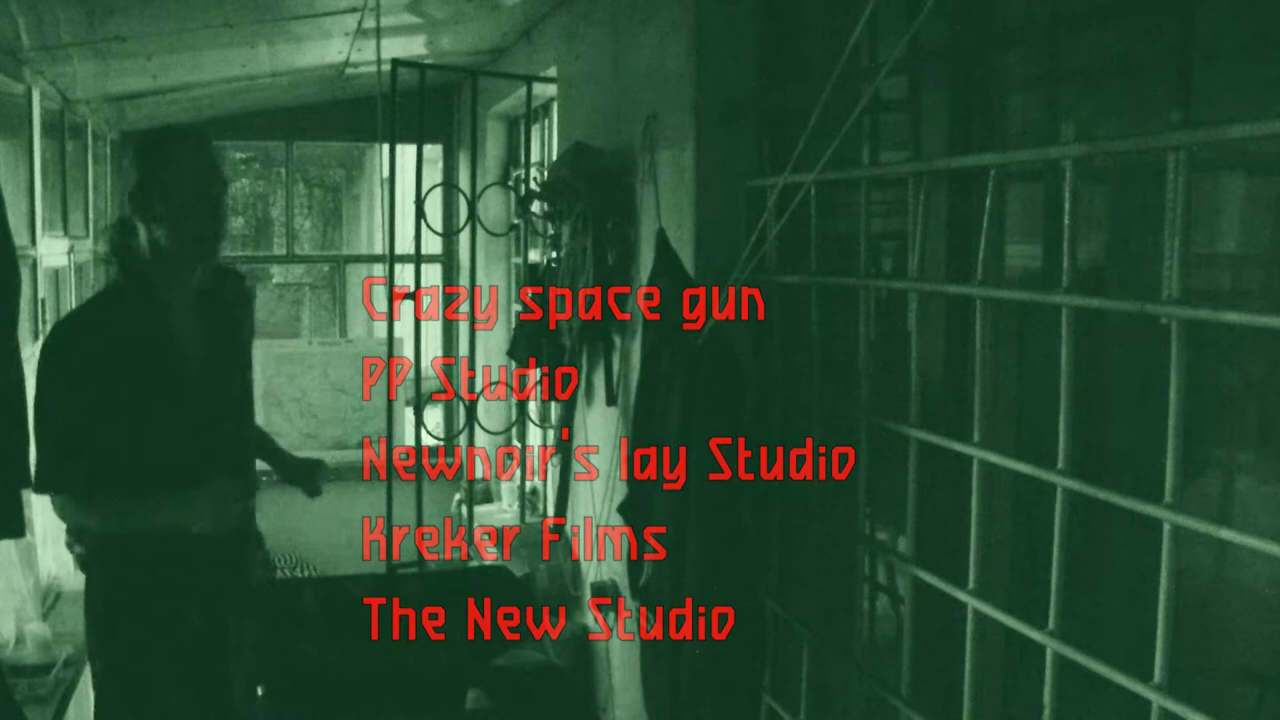 Crazy space gun
PP Studio
Newnoir's lay Studio
Kreker Films
The New Studio